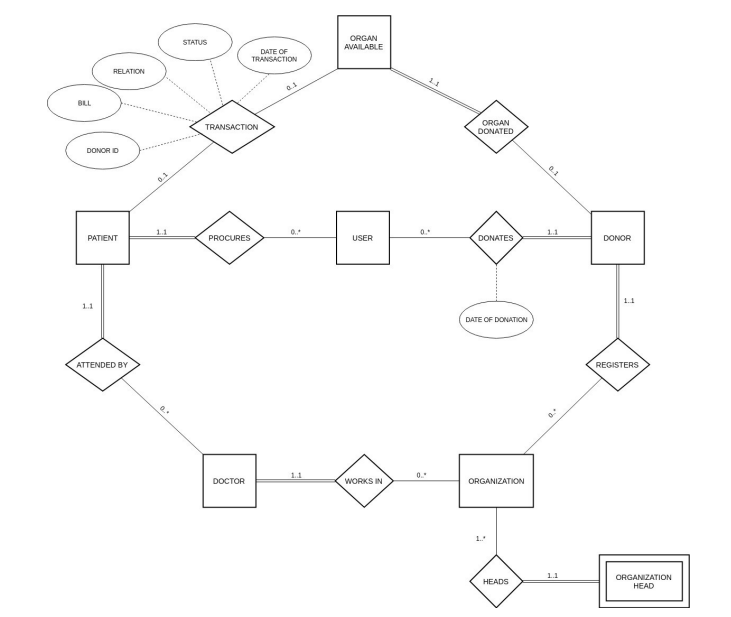 ORGAN
AVAILABLE
STATUS
DATE OF
TRANSACTION
RELATION
0..1
1..1
BILL
TRANSACTION
ORGAN
DONATED
DONOR ID
0..1
0..1
PATIENT
1..1
PROCURES
0..*
USER
0..*
DONATES
1..1
DONOR
1..1
1..1
DATE OF DONATION
ATTENDED BY
REGISTERS
0..*
0..*
DOCTOR
1..1
WORKS IN
0..*
ORGANIZATION
1..*
HEADS
1..1
ORGANIZATION
HEAD